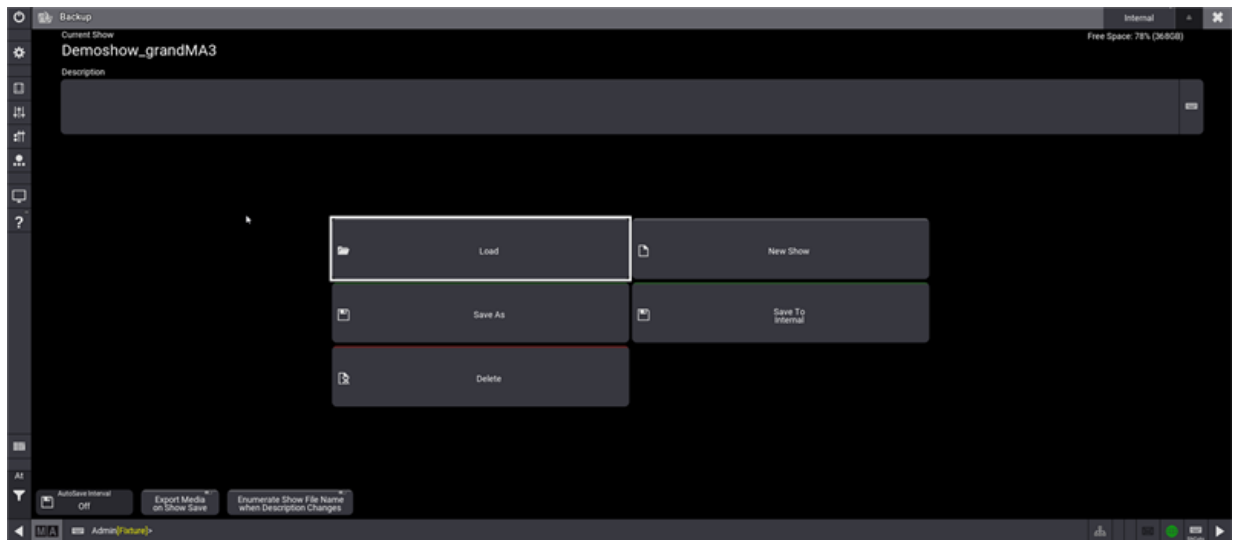 Backup
Internal
Current Show
Free Space: 78% (368GB)
Demoshow_grandMA3
Description
?
Load
New Show
Save As
Save To
Internal
Delete
At
AutoSave Interval
Off
Export Media
on Show Save
Enumerate Show File Name
when Description Changes
MA
Admin[Fixture]>